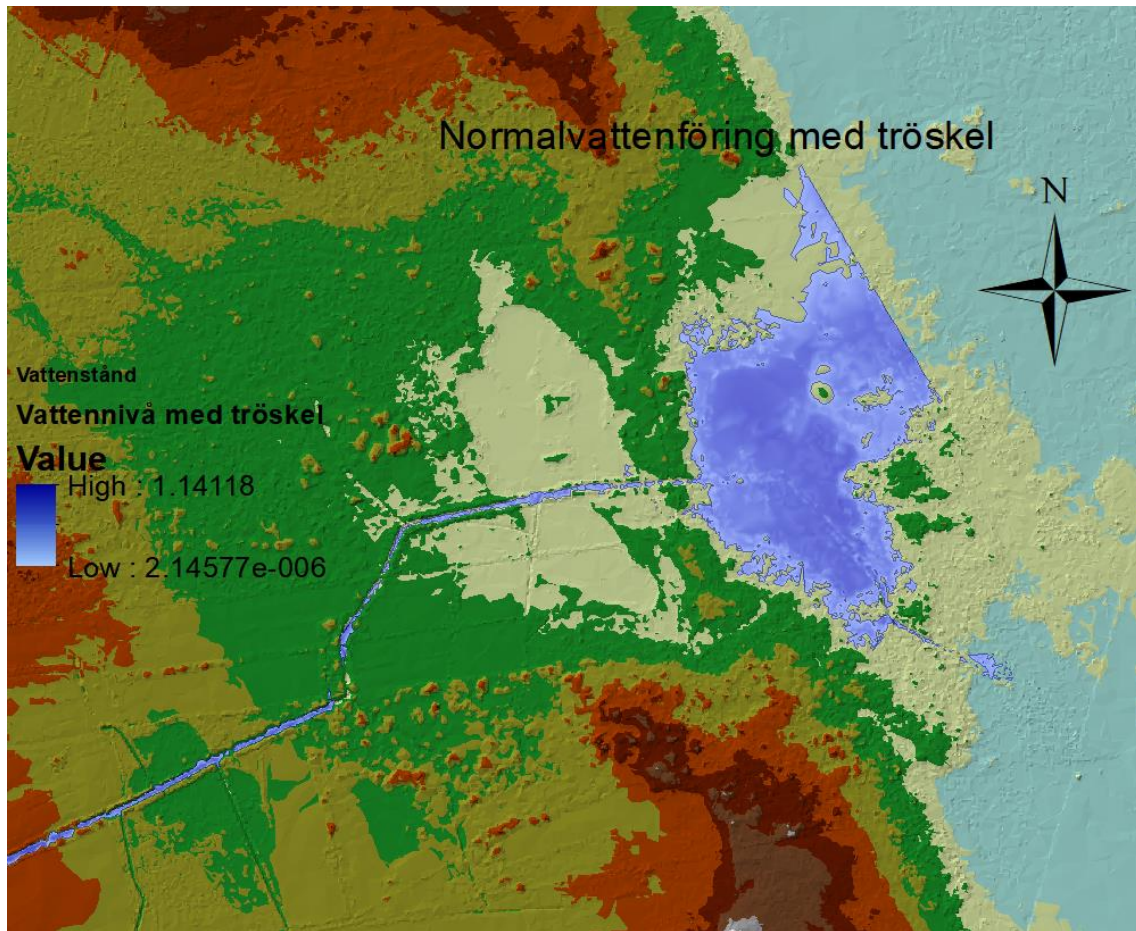 Normalvattenföring med tröskel
N
Vattenstånd
Vattennivå med tröskel
Value
High : 1.14118
Low : 2.14577e-006